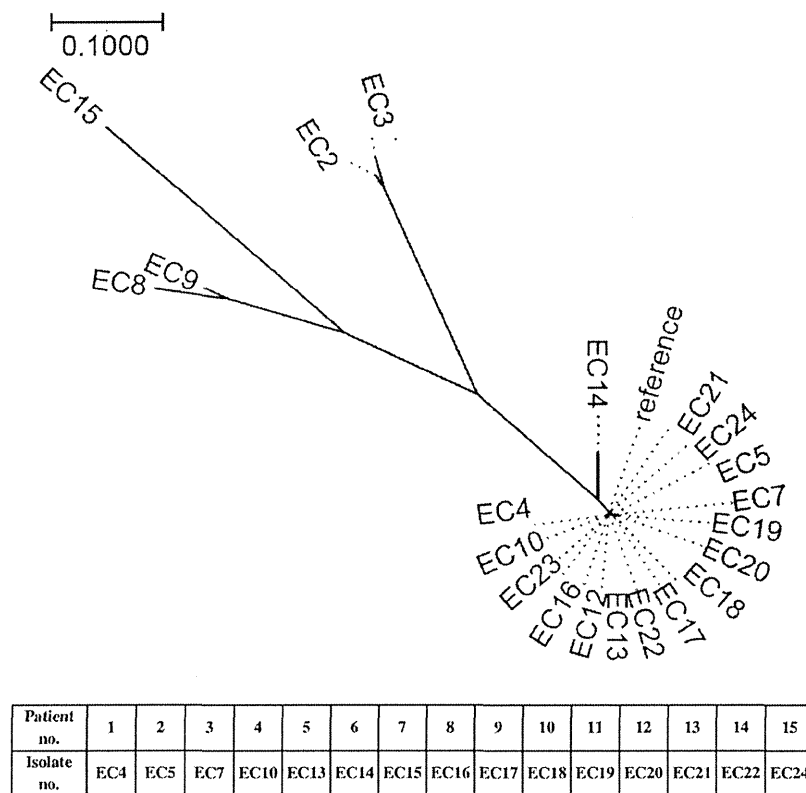 0.1000
EC15
EC3
EC2
EC9
EC8
EC14
reference
EC21
EC24
EC5
EC7
EC19
EC20
EC18
EC17
EC22
EC13
EC12
EC16
EC23
EC10
EC4
Patient no. 1 2 3 4 5 6 7 8 9 10 11 12 13 14 15
Isolate no. EC4 EC5 EC7 EC10 EC13 EC14 EC15 EC16 EC17 EC18 EC19 EC20 EC21 EC22 EC24